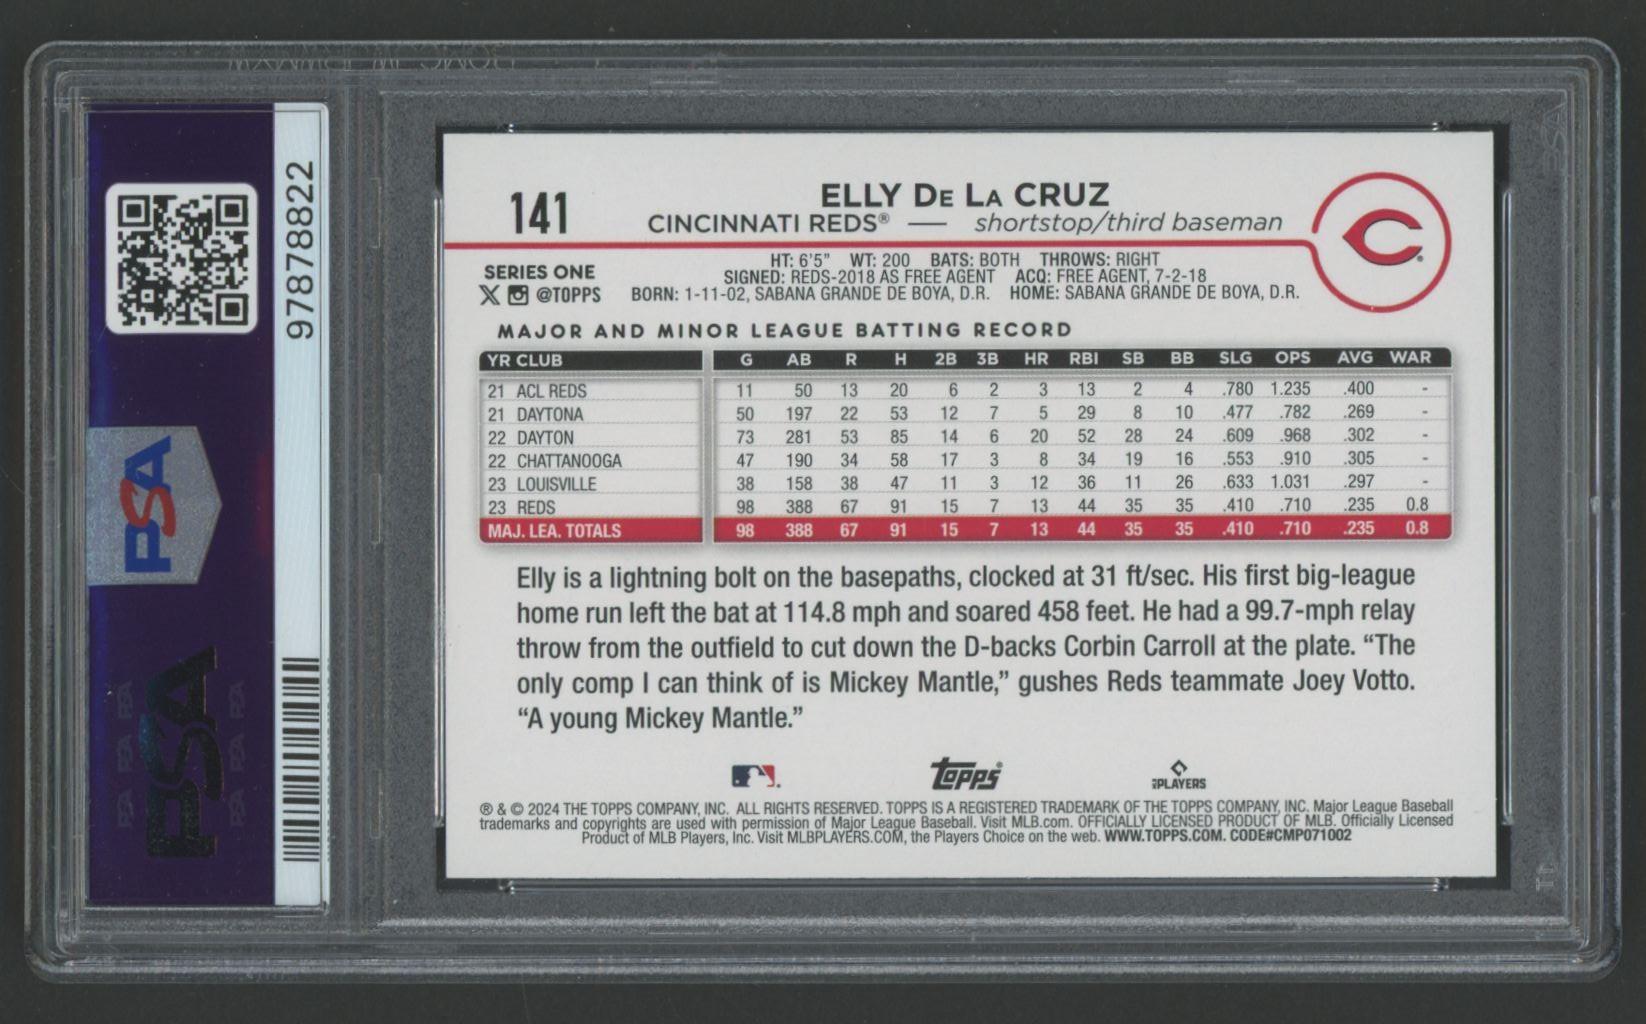 97878822
PSA
PSA
141
ELLY DE LA CRUZ
CINCINNATI REDS® — shortstop/third baseman
C
SERIES ONE
X @TOPPS
HT: 6'5" WT: 200 BATS: BOTH THROWS: RIGHT
SIGNED: REDS-2018 AS FREE AGENT ACQ: FREE AGENT, 7-2-18
BORN: 1-11-02, SABANA GRANDE DE BOYA, D.R. HOME: SABANA GRANDE DE BOYA, D.R.
MAJOR AND MINOR LEAGUE BATTING RECORD
YR CLUB G AB R H 2B 3B HR RBI SB BB SLG OPS AVG WAR
21 ACL REDS 11 50 13 20 6 2 3 13 2 4 .780 1.235 .400 -
21 DAYTONA 50 197 22 53 12 7 5 29 8 10 .477 .782 .269 -
22 DAYTON 73 281 53 85 14 6 20 52 28 24 .609 .968 .302 -
22 CHATTANOOGA 47 190 34 58 17 3 8 34 19 16 .553 .910 .305 -
23 LOUISVILLE 38 158 38 47 11 3 12 36 11 26 .633 1.031 .297 -
23 REDS 98 388 67 91 15 7 13 44 35 35 .410 .710 .235 0.8
MAJ. LEA. TOTALS 98 388 67 91 15 7 13 44 35 35 .410 .710 .235 0.8
Elly is a lightning bolt on the basepaths, clocked at 31 ft/sec. His first big-league
home run left the bat at 114.8 mph and soared 458 feet. He had a 99.7-mph relay
throw from the outfield to cut down the D-backs Corbin Carroll at the plate. “The
only comp I can think of is Mickey Mantle,” gushes Reds teammate Joey Votto.
“A young Mickey Mantle.”
Topps®
MLB PLAYERS
® & © 2024 THE TOPPS COMPANY, INC. ALL RIGHTS RESERVED. TOPPS IS A REGISTERED TRADEMARK OF THE TOPPS COMPANY, INC. Major League Baseball
trademarks and copyrights are used with permission of Major League Baseball. Visit MLB.com. OFFICIALLY LICENSED PRODUCT OF MLB. Officially Licensed
Product of MLB Players, Inc. Visit MLBPLAYERS.COM, the Players Choice on the web. WWW.TOPPS.COM. CODE#CMP071002